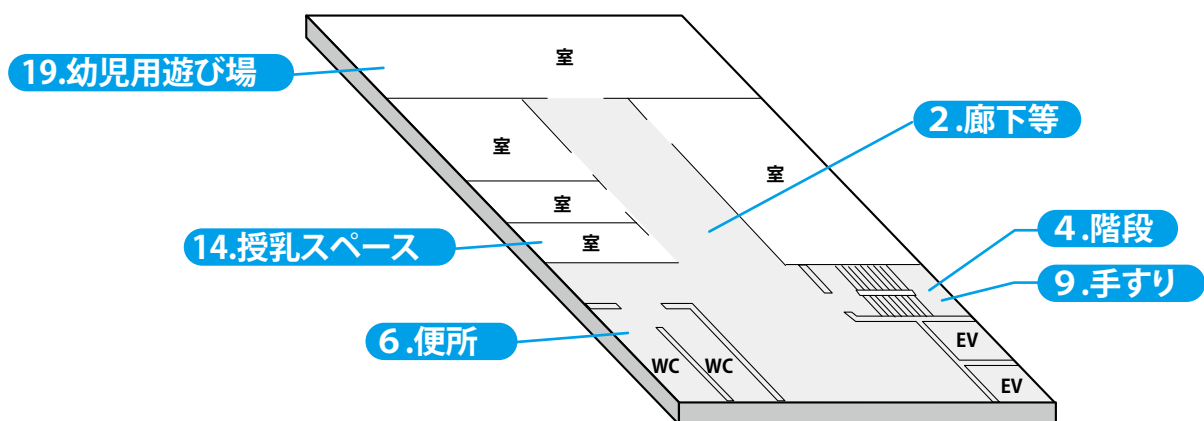 室
19.幼児用遊び場
2.廊下等
室
室
室
14.授乳スペース
室
4.階段
9.手すり
6.便所
EV
WC
WC
EV